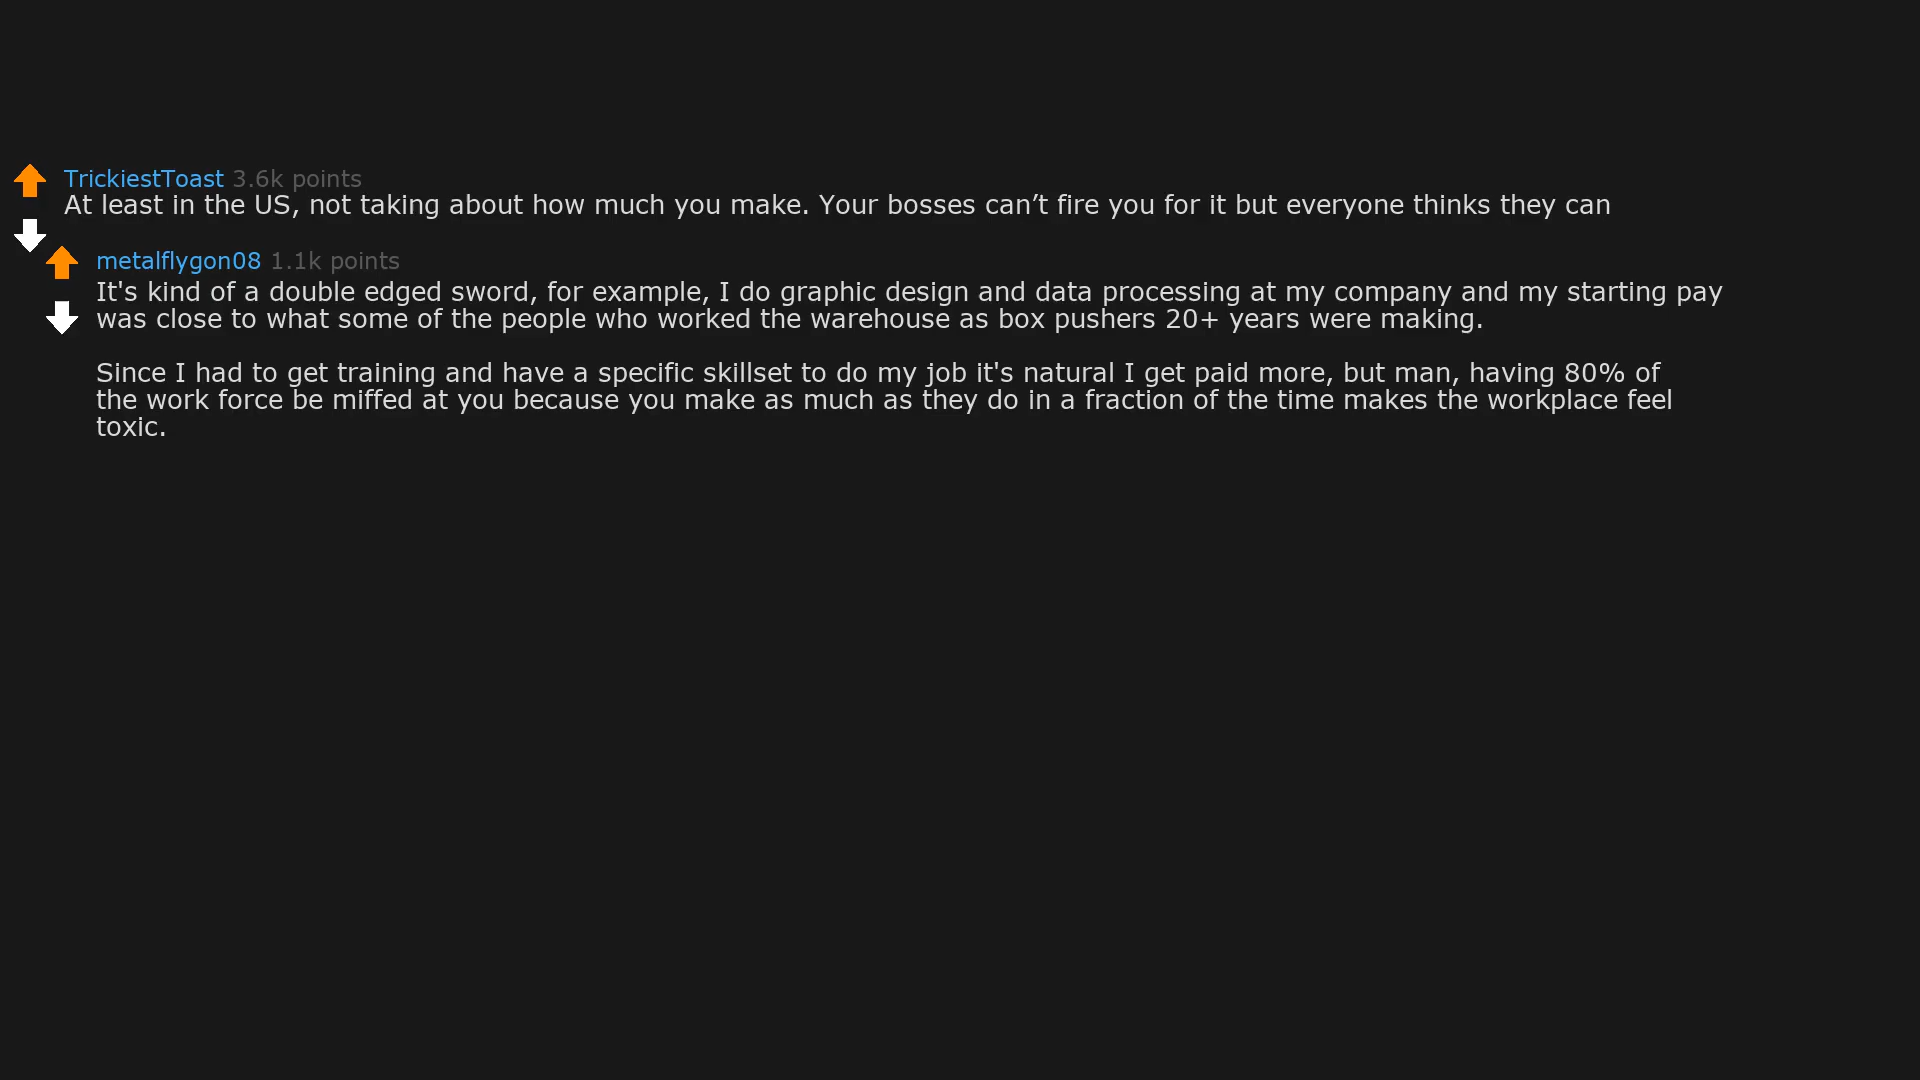 TrickiestToast 3.6k points
At least in the US, not taking about how much you make. Your bosses can’t fire you for it but everyone thinks they can
metalflygon08 1.1k points
It's kind of a double edged sword, for example, I do graphic design and data processing at my company and my starting pay
was close to what some of the people who worked the warehouse as box pushers 20+ years were making.
Since I had to get training and have a specific skillset to do my job it's natural I get paid more, but man, having 80% of
the work force be miffed at you because you make as much as they do in a fraction of the time makes the workplace feel
toxic.